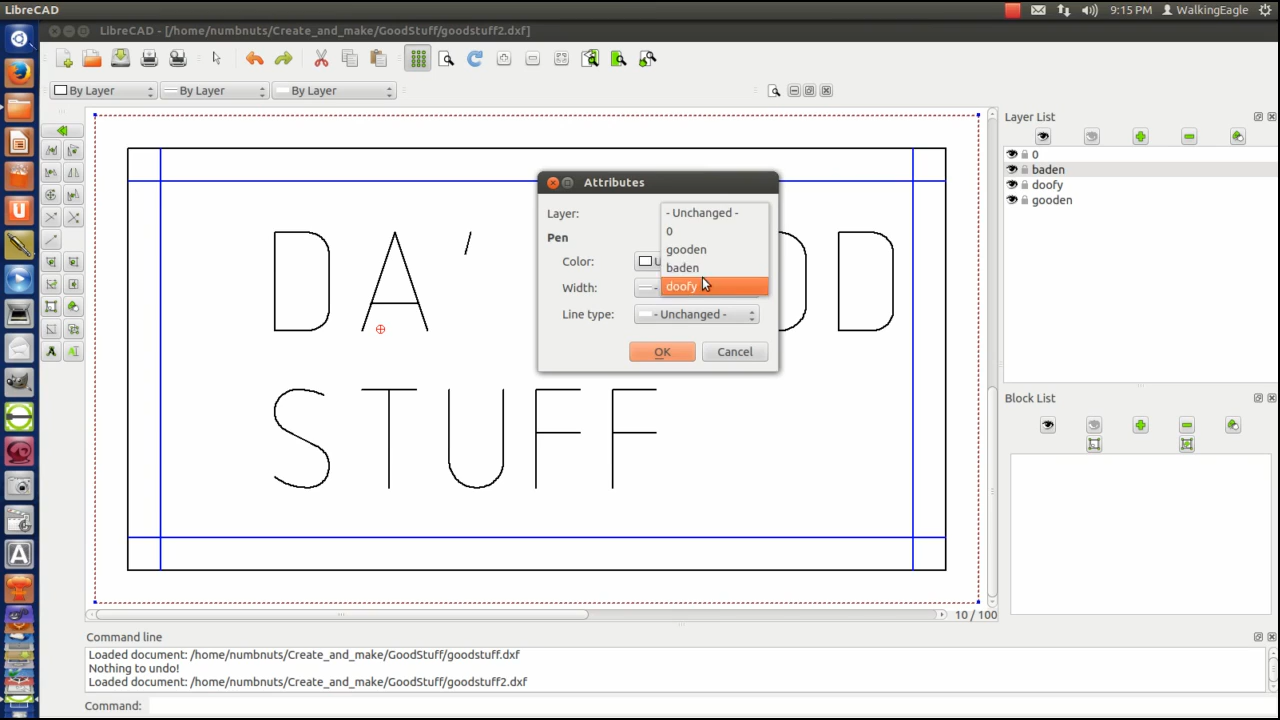 LibreCAD
9:15 PM
WalkingEagle
LibreCAD - [/home/numbnuts/Create_and_make/GoodStuff/goodstuff2.dxf]
By Layer
By Layer
By Layer
Layer List
0
baden
doofy
gooden
Attributes
Layer:
- Unchanged -
0
gooden
baden
doofy
Pen
Color:
U
Width:
-
Line type:
- Unchanged -
OK
Cancel
DA' OD
STUFF
Block List
10 / 100
Command line
Loaded document: /home/numbnuts/Create_and_make/GoodStuff/goodstuff.dxf
Nothing to undo!
Loaded document: /home/numbnuts/Create_and_make/GoodStuff/goodstuff2.dxf
Command: